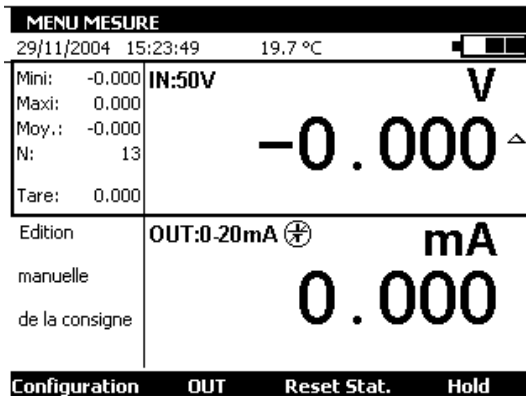 MENU MESURE
29/11/2004 15:23:49 19.7 °C
Mini: -0.000
Maxi: 0.000
Moy.: -0.000
N: 13
Tare: 0.000
IN:50V
V
-0.000
Edition
manuelle
de la consigne
OUT:0-20mA
mA
0.000
Configuration OUT Reset Stat. Hold